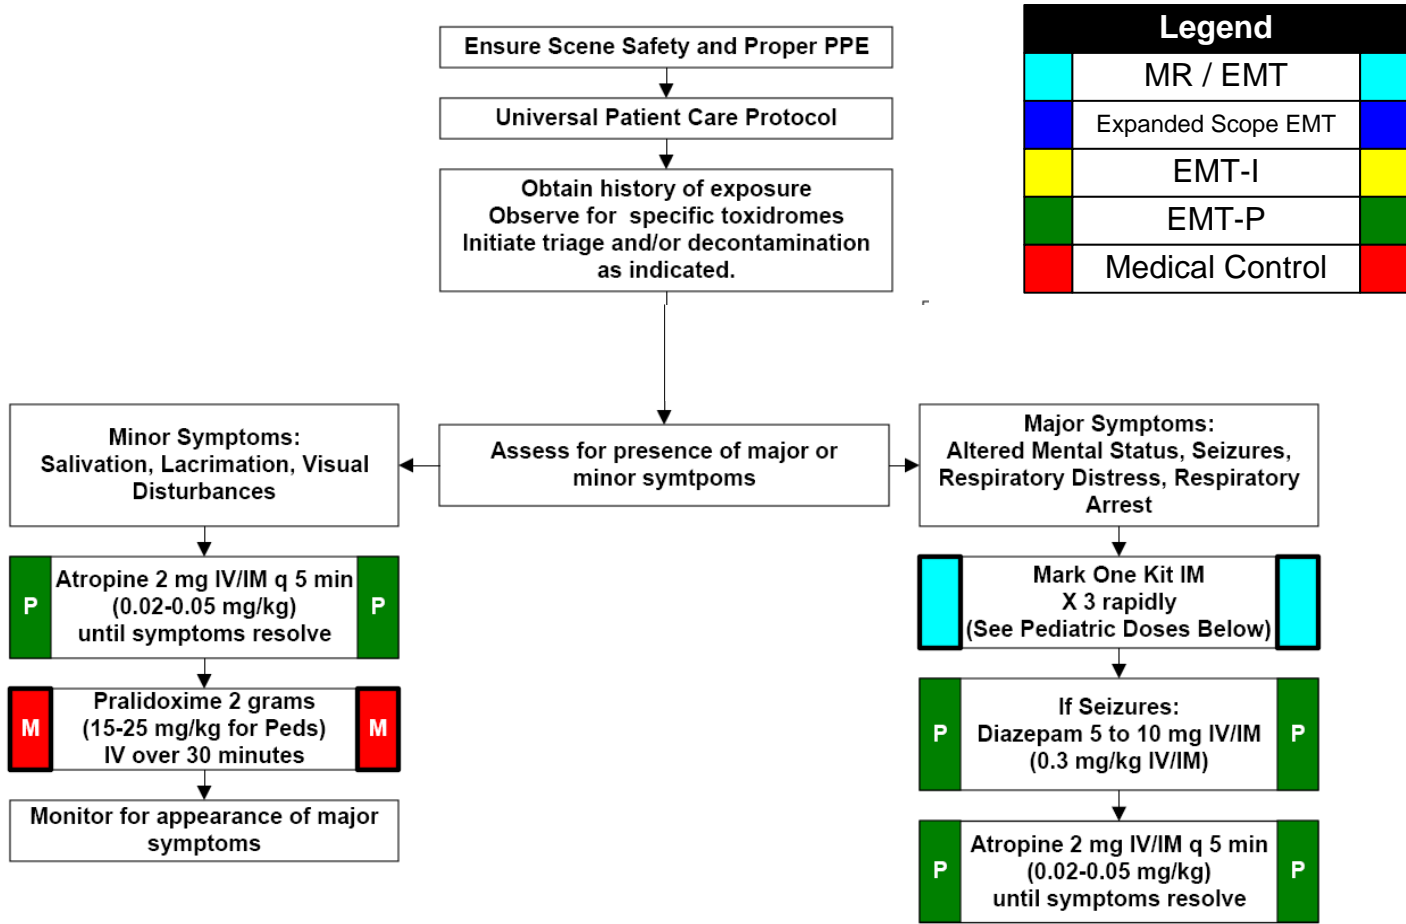 Ensure Scene Safety and Proper PPE
Universal Patient Care Protocol
Obtain history of exposure
Observe for specific toxidromes
Initiate triage and/or decontamination
as indicated.
Legend
MR / EMT
Expanded Scope EMT
EMT-I
EMT-P
Medical Control
Assess for presence of major or
minor symtpoms
Minor Symptoms:
Salivation, Lacrimation, Visual
Disturbances
P
Atropine 2 mg IV/IM q 5 min
(0.02-0.05 mg/kg)
until symptoms resolve
P
M
Pralidoxime 2 grams
(15-25 mg/kg for Peds)
IV over 30 minutes
M
Monitor for appearance of major
symptoms
Major Symptoms:
Altered Mental Status, Seizures,
Respiratory Distress, Respiratory
Arrest
Mark One Kit IM
X 3 rapidly
(See Pediatric Doses Below)
P
If Seizures:
Diazepam 5 to 10 mg IV/IM
(0.3 mg/kg IV/IM)
P
P
Atropine 2 mg IV/IM q 5 min
(0.02-0.05 mg/kg)
until symptoms resolve
P